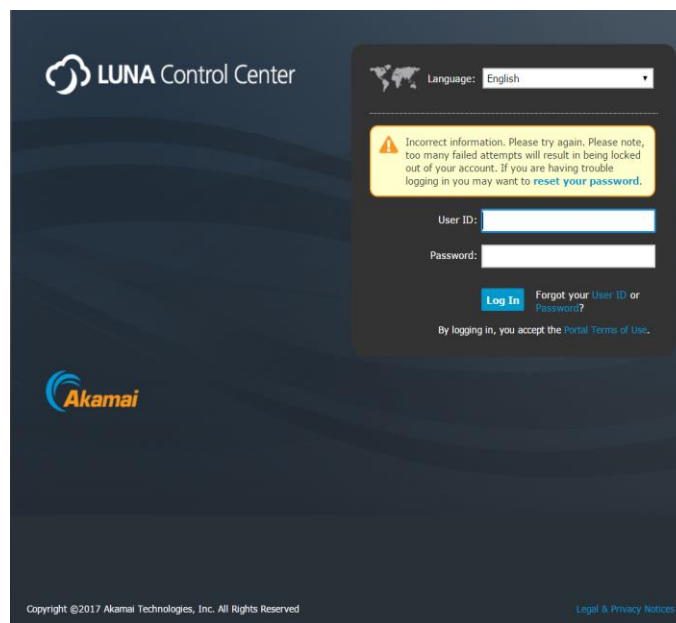 LUNA Control Center
Language: English
Incorrect information. Please try again. Please note,
too many failed attempts will result in being locked
out of your account. If you are having trouble
logging in you may want to reset your password.
User ID:
Password:
Log In
Forgot your User ID or
Password?
By logging in, you accept the Portal Terms of Use.
Akamai
Copyright ©2017 Akamai Technologies, Inc. All Rights Reserved
Legal & Privacy Notices